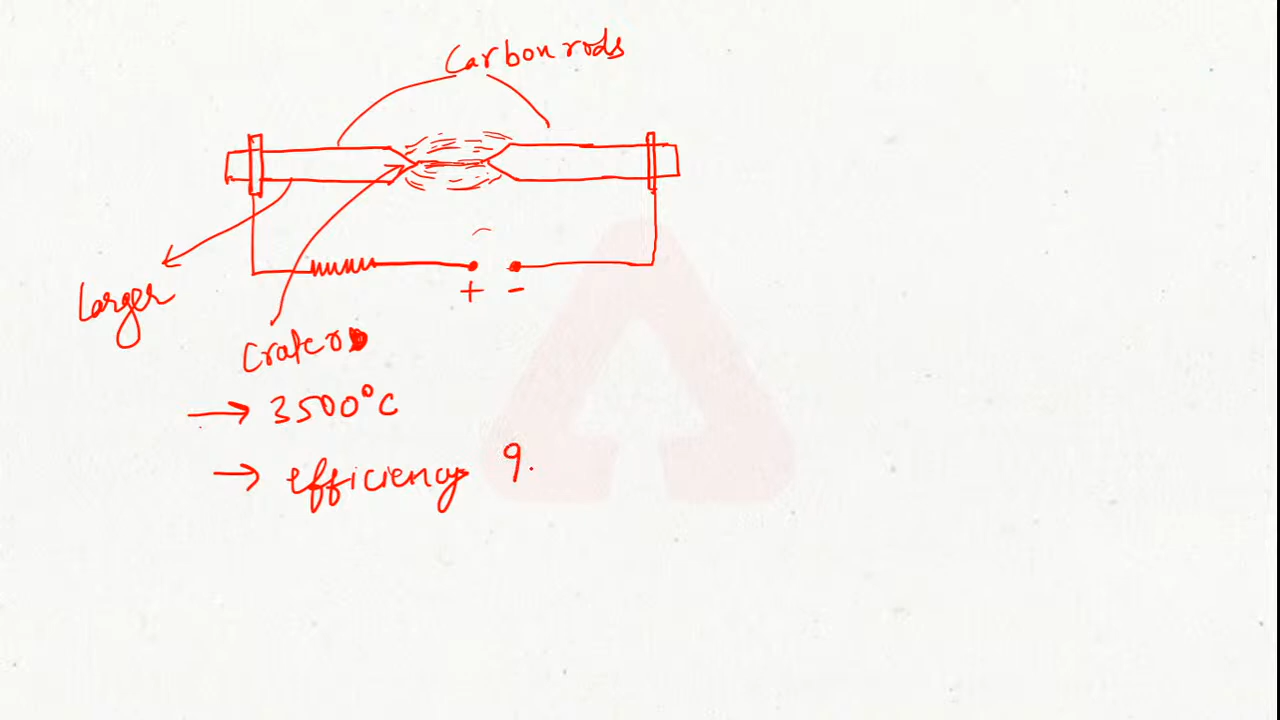 Carbon rods
+ -
Larger
Crater
→ 3500°C
→ efficiency 9.